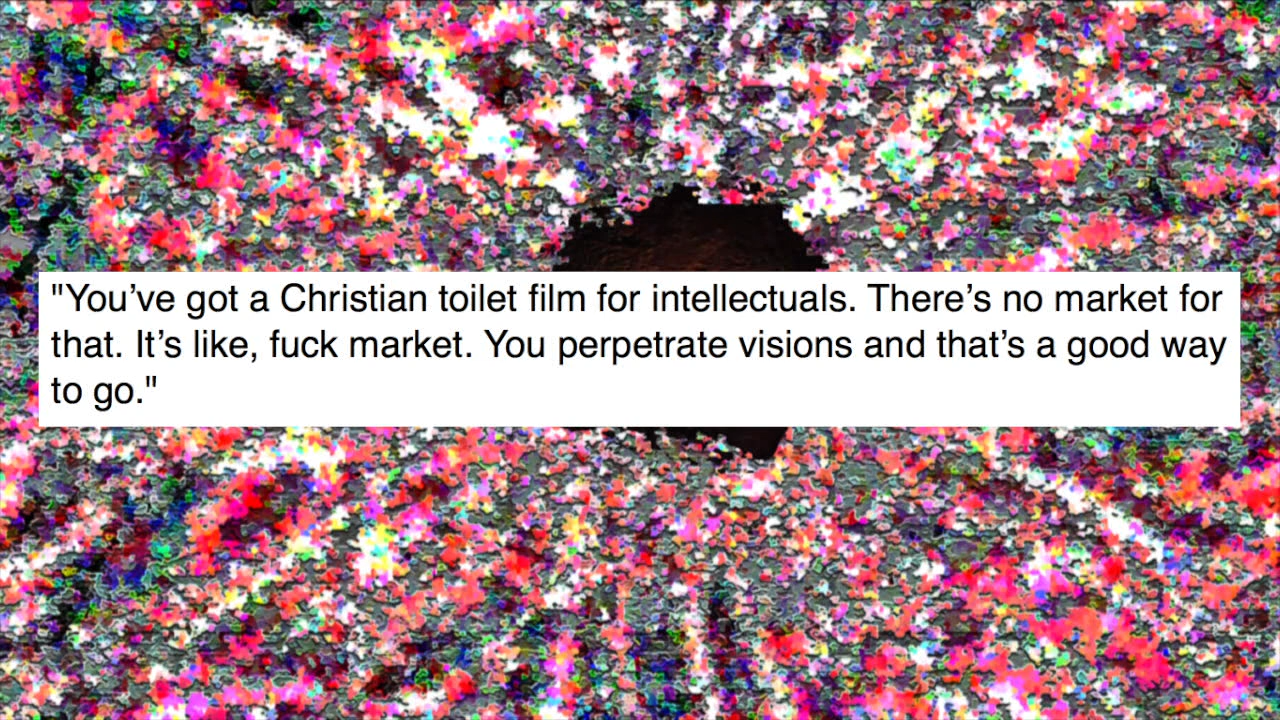 "You’ve got a Christian toilet film for intellectuals. There’s no market for
that. It’s like, fuck market. You perpetrate visions and that’s a good way
to go."